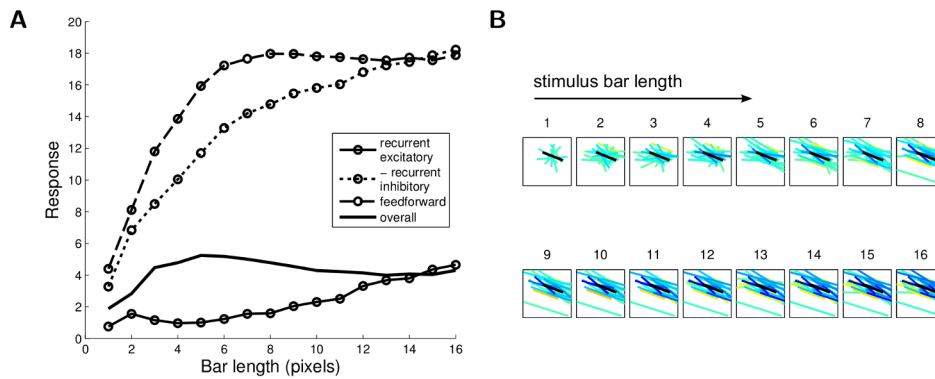 A
B
20
18
16
14
12
10
8
6
4
2
0
Response
0
2
4
6
8
10
12
14
16
Bar length (pixels)
recurrent
excitatory
– recurrent
inhibitory
feedforward
overall
stimulus bar length
1 2 3 4 5 6 7 8
9 10 11 12 13 14 15 16